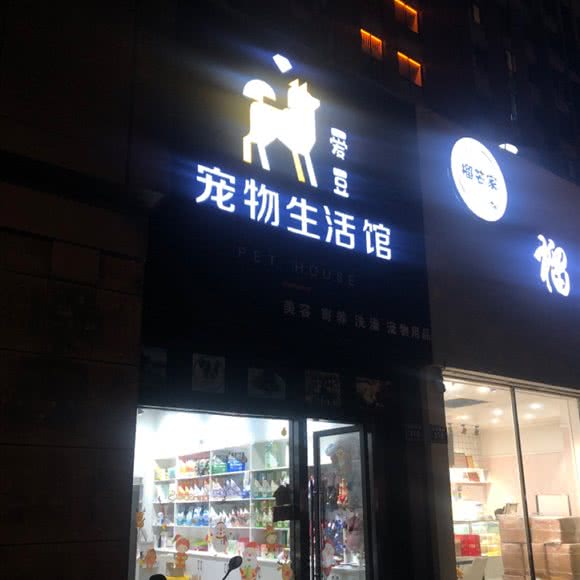 爱豆
宠物生活馆
PET HOUSE
美容 寄养 洗澡 宠物用品
榴芒家
榴